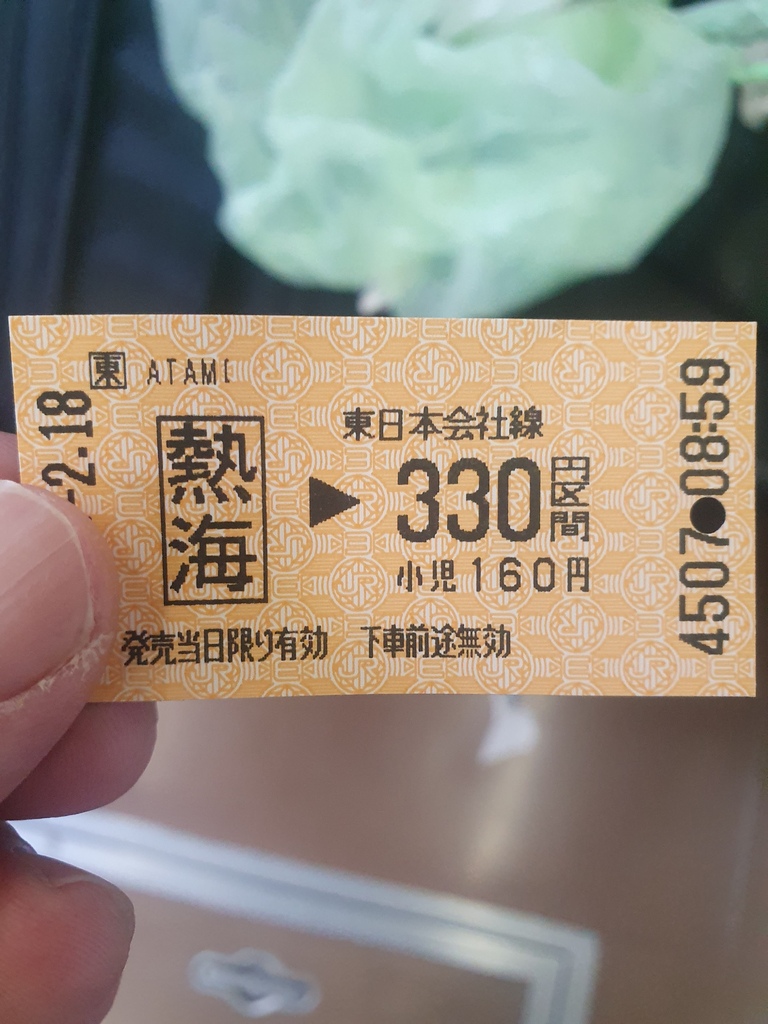 東 ATAMI
-2.18
熱海
東日本会社線
▶ 330円区間
小児160円
発売当日限り有効 下車前途無効
4507●08-59